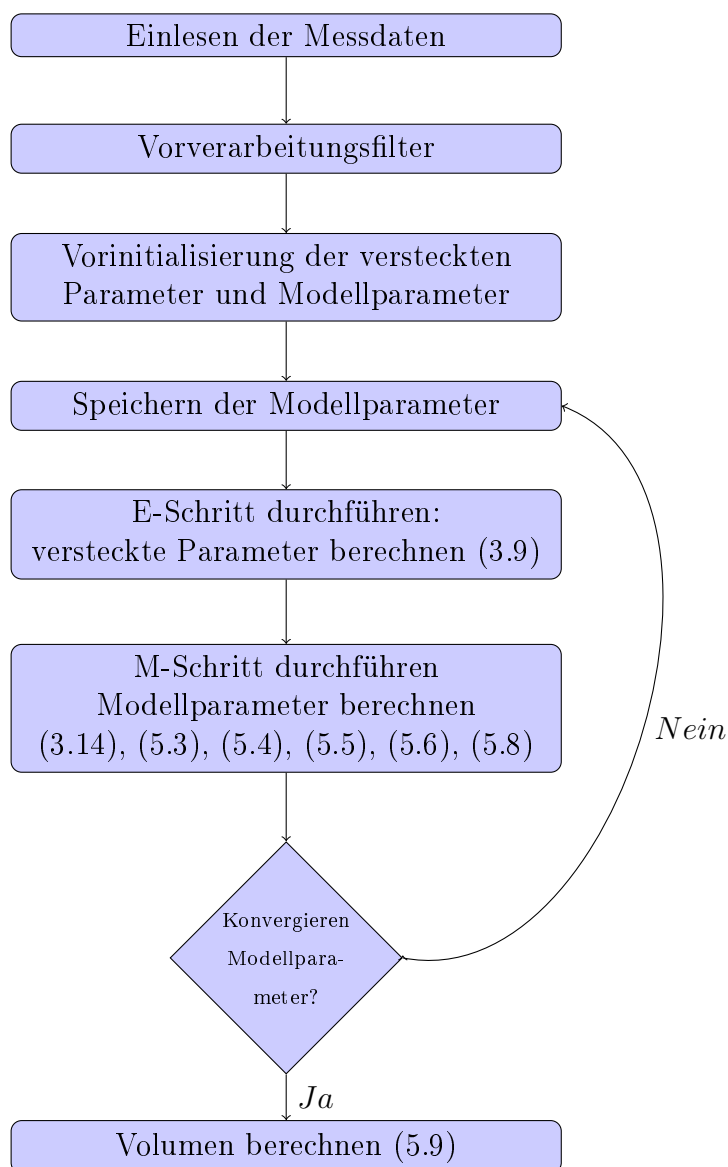 Einlesen der Messdaten
Vorverarbeitungsfilter
Vorinitialisierung der versteckten
Parameter und Modellparameter
Speichern der Modellparameter
E-Schritt durchführen:
versteckte Parameter berechnen (3.9)
M-Schritt durchführen
Modellparameter berechnen
(3.14), (5.3), (5.4), (5.5), (5.6), (5.8)
Nein
Konvergieren
Modellpara-
meter?
Ja
Volumen berechnen (5.9)